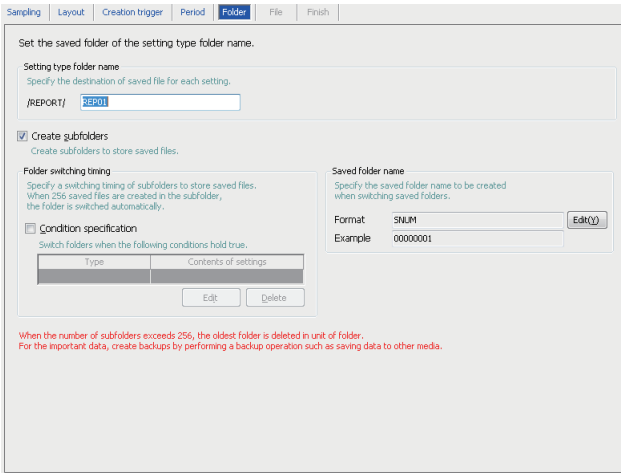 Sampling Layout Creation trigger Period Folder File Finish
Set the saved folder of the setting type folder name.
Setting type folder name
Specify the destination of saved file for each setting.
/REPORT/ REP01
Create subfolders
Create subfolders to store saved files.
Folder switching timing
Specify a switching timing of subfolders to store saved files.
When 256 saved files are created in the subfolder,
the folder is switched automatically.
Condition specification
Switch folders when the following conditions hold true.
Type Contents of settings
Edit Delete
Saved folder name
Specify the saved folder name to be created
when switching saved folders.
Format SNUM Edit(Y)
Example 00000001
When the number of subfolders exceeds 256, the oldest folder is deleted in unit of folder.
For the important data, create backups by performing a backup operation such as saving data to other media.